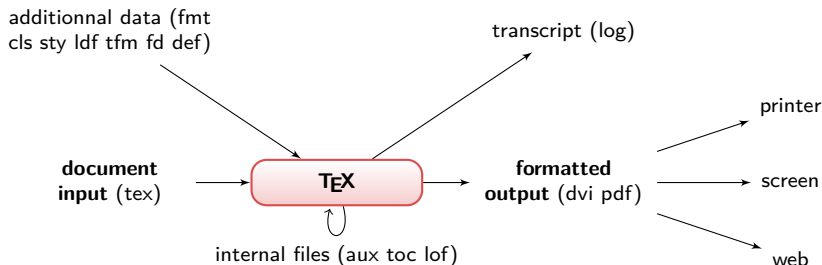 additionnal data (fmt
cls sty ldf tfm fd def)
transcript (log)
printer
document
input (tex)
TEX
formatted
output (dvi pdf)
screen
internal files (aux toc lof)
web